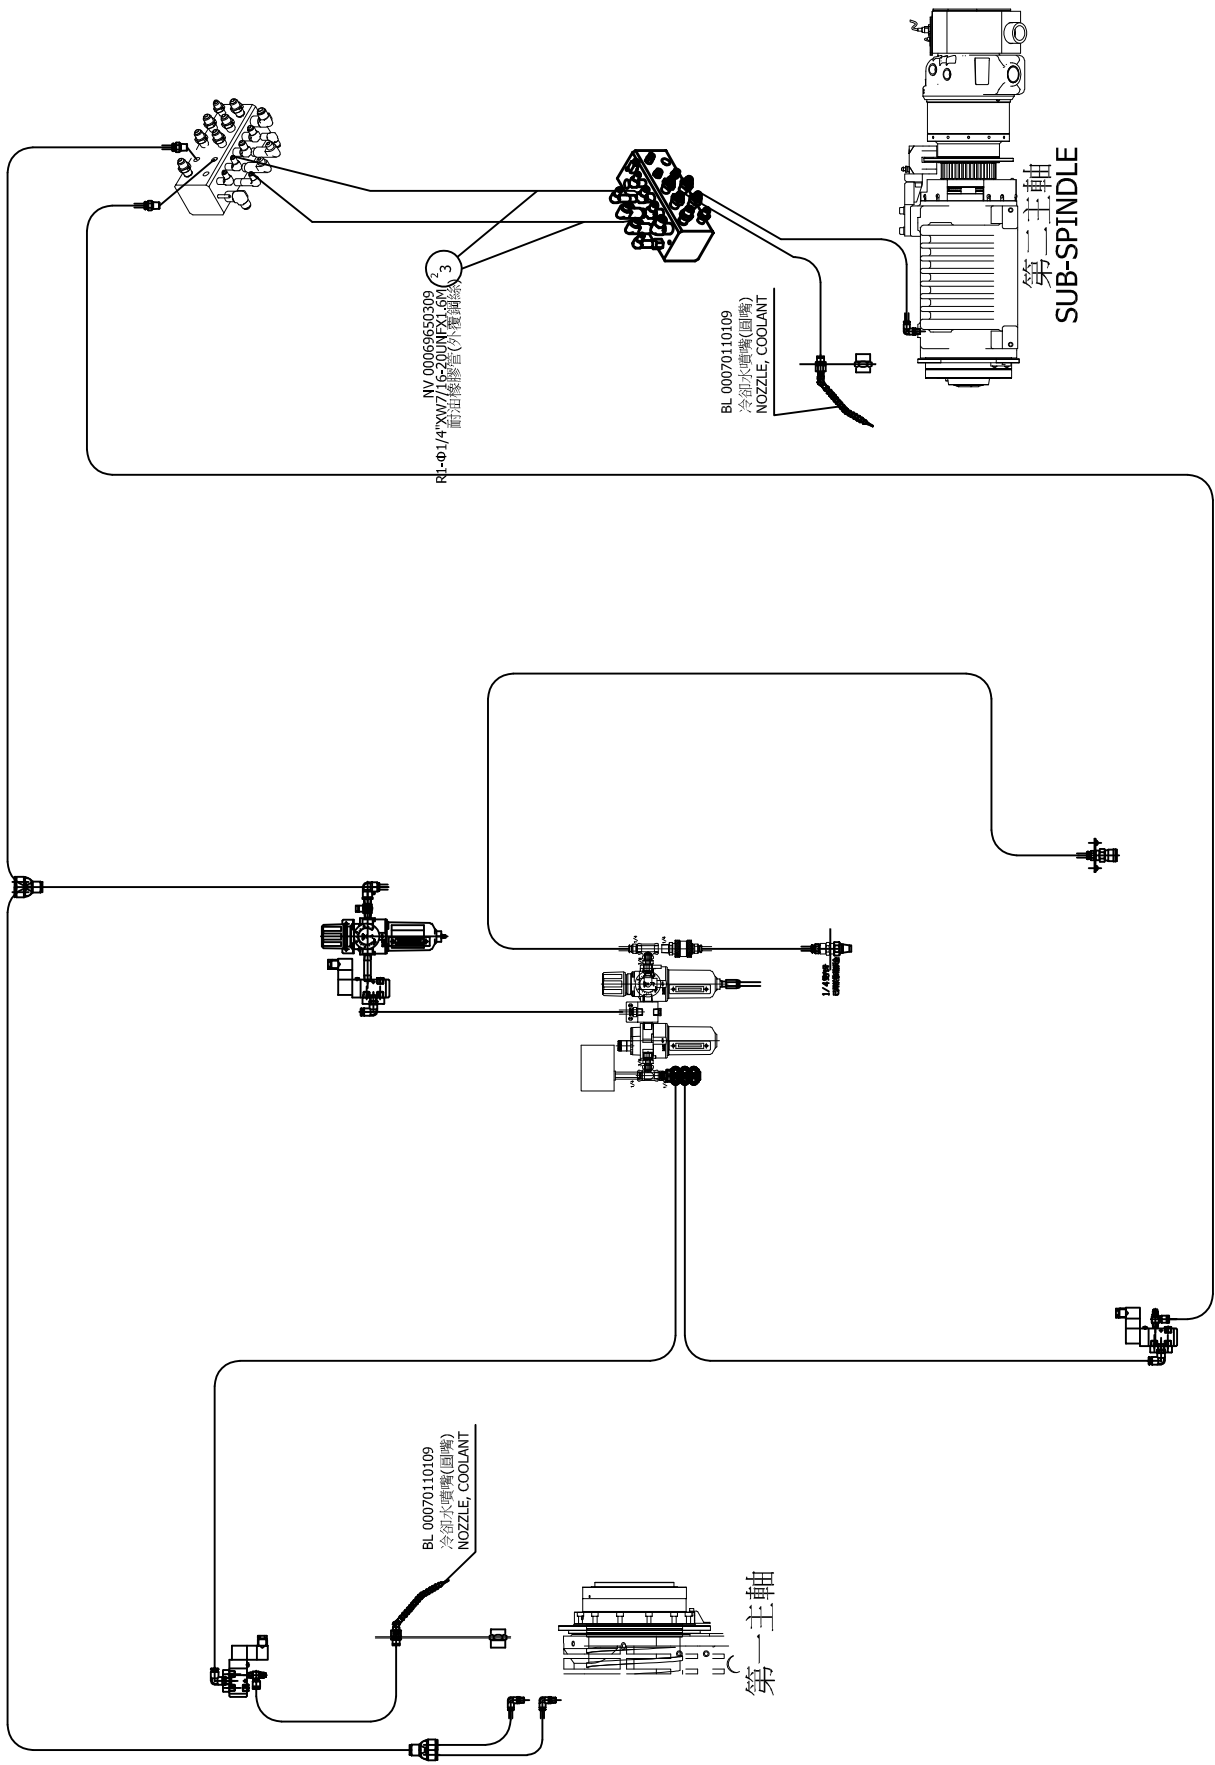 第二主軸
SUB-SPINDLE
2
3
NV 00069650309
R1-Φ1/4"XW7/16-20UNFX1.6M
耐油橡膠管(外覆鋼絲)
BL 00070110109
冷卻水噴嘴(圓嘴)
NOZZLE, COOLANT
BL 00070110109
冷卻水噴嘴(圓嘴)
NOZZLE, COOLANT
第一主軸